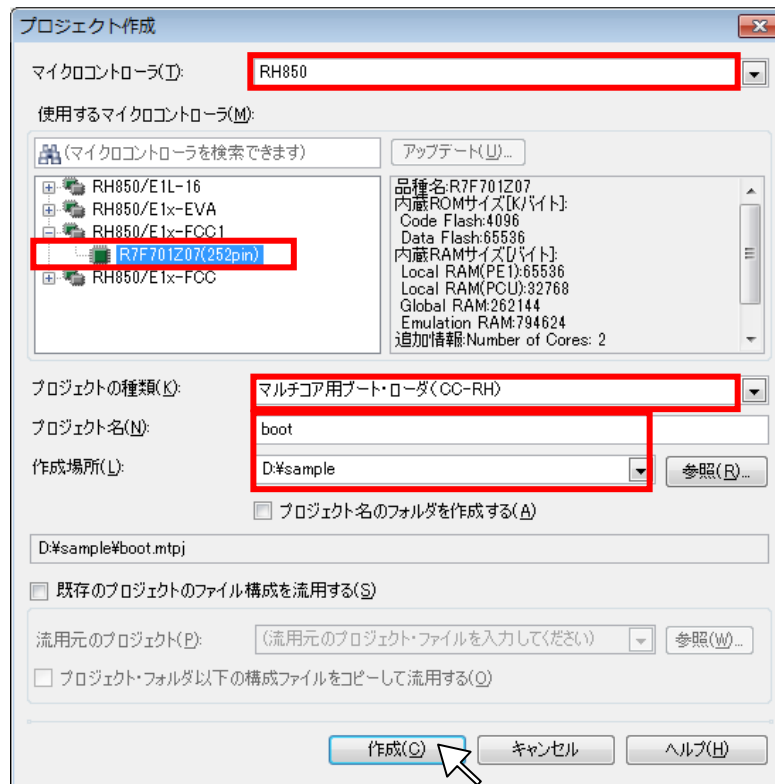 プロジェクト作成
マイクロコントローラ(T): RH850
使用するマイクロコントローラ(M):
(マイクロコントローラを検索できます) アップデート(U)...
RH850/E1L-16
RH850/E1x-EVA
RH850/E1x-FCC1
R7F701Z07(252pin)
RH850/E1x-FCC
品種名:R7F701Z07
内蔵ROMサイズ[Kバイト]:
Code Flash:4096
Data Flash:65536
内蔵RAMサイズ[バイト]:
Local RAM(PE1):65536
Local RAM(PCU):32768
Global RAM:262144
Emulation RAM:794624
追加情報:Number of Cores: 2
プロジェクトの種類(K): マルチコア用ブート・ローダ(CC-RH)
プロジェクト名(N): boot
作成場所(L): D:¥sample 参照(R)...
プロジェクト名のフォルダを作成する(A)
D:¥sample¥boot.mtpj
既存のプロジェクトのファイル構成を流用する(S)
流用元のプロジェクト(P): (流用元のプロジェクト・ファイルを入力してください) 参照(W)...
プロジェクト・フォルダ以下の構成ファイルをコピーして流用する(O)
作成(C) キャンセル ヘルプ(H)